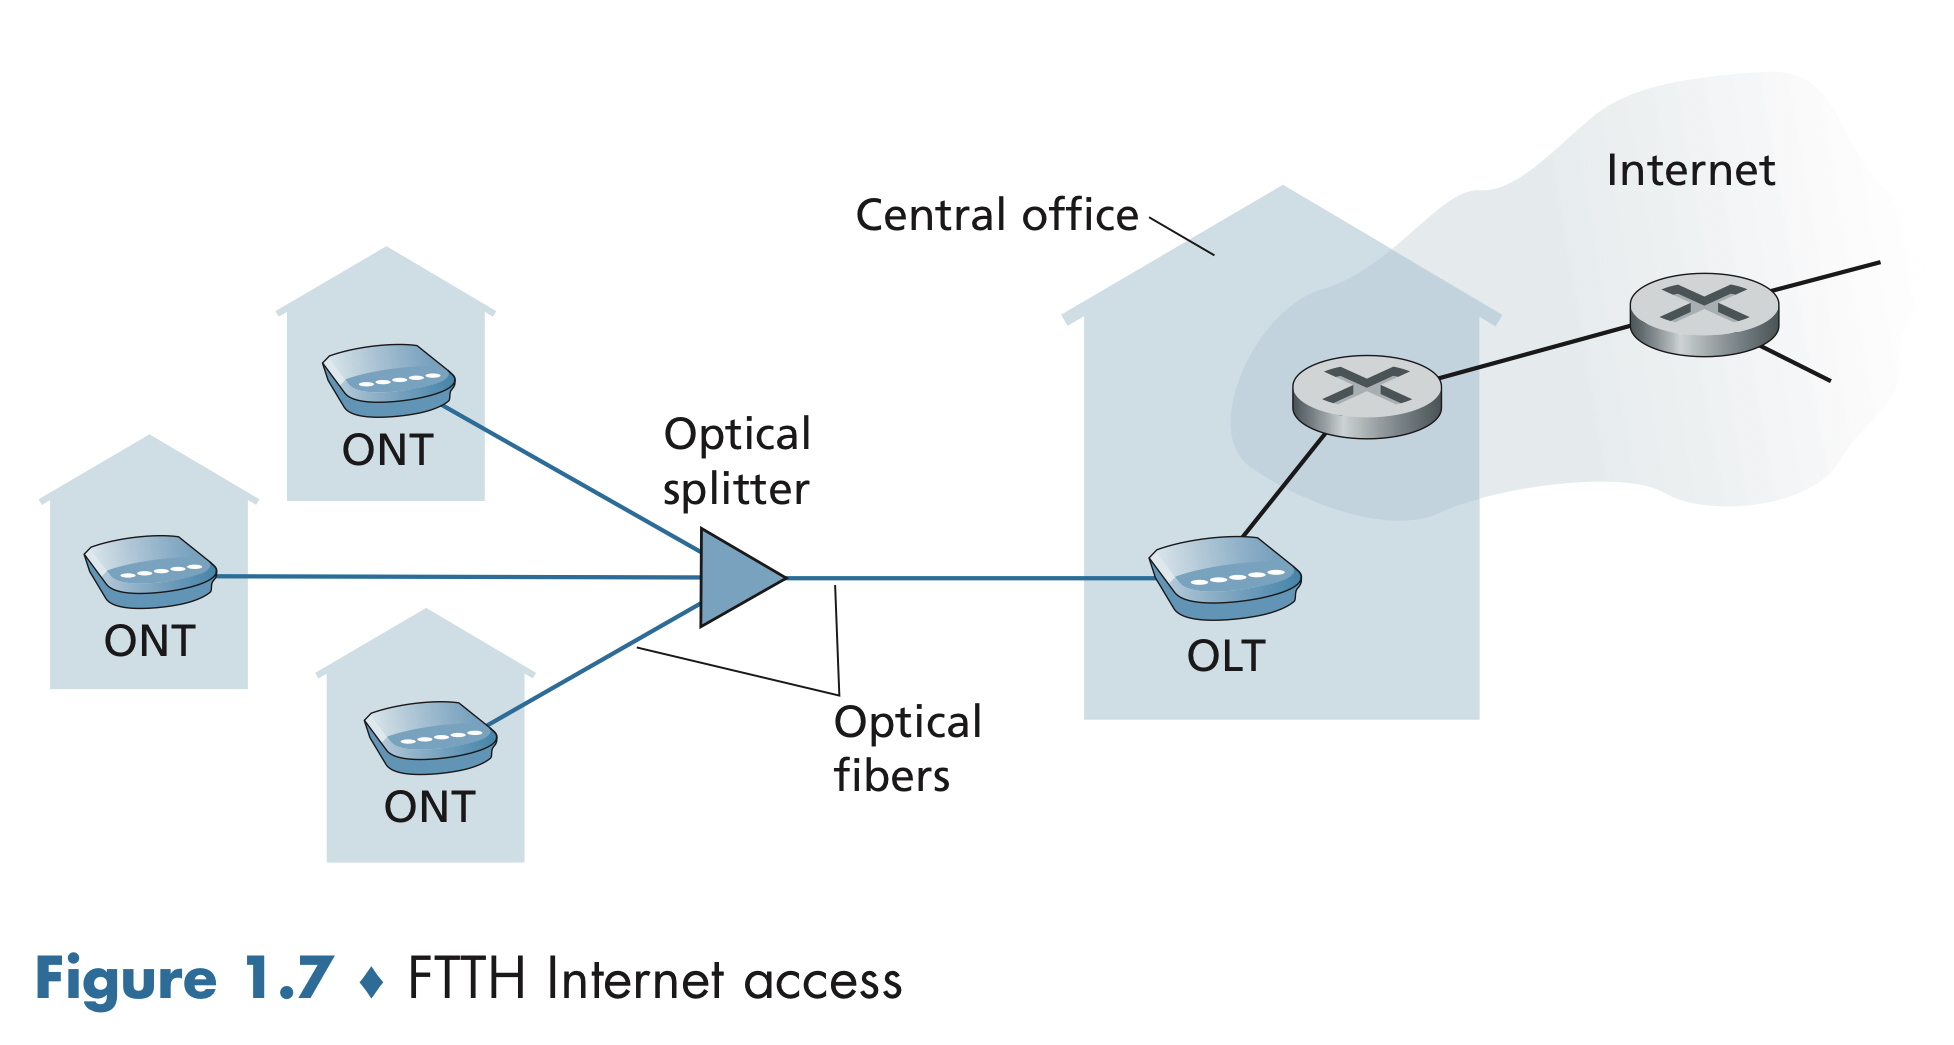 Internet
Central office
ONT
Optical
splitter
ONT
OLT
Optical
fibers
ONT
Figure 1.7 ♦ FTTH Internet access